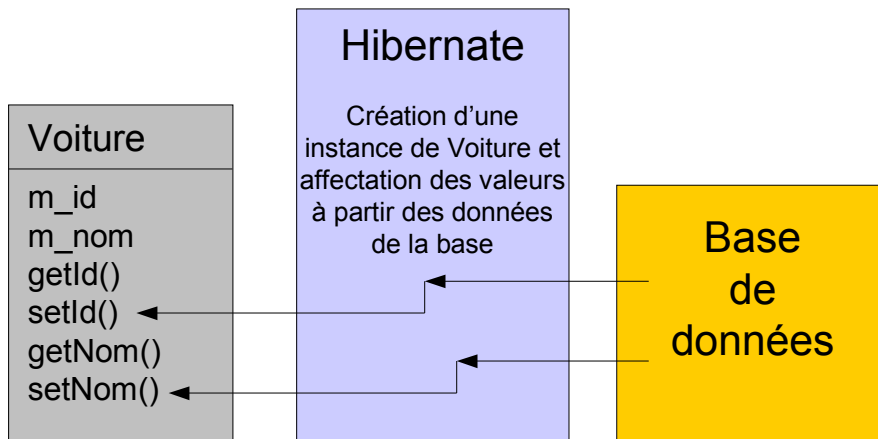 Voiture
m_id
m_nom
getId()
setId()
getNom()
setNom()
Hibernate
Création d’une
instance de Voiture et
affectation des valeurs
à partir des données
de la base
Base
de
données